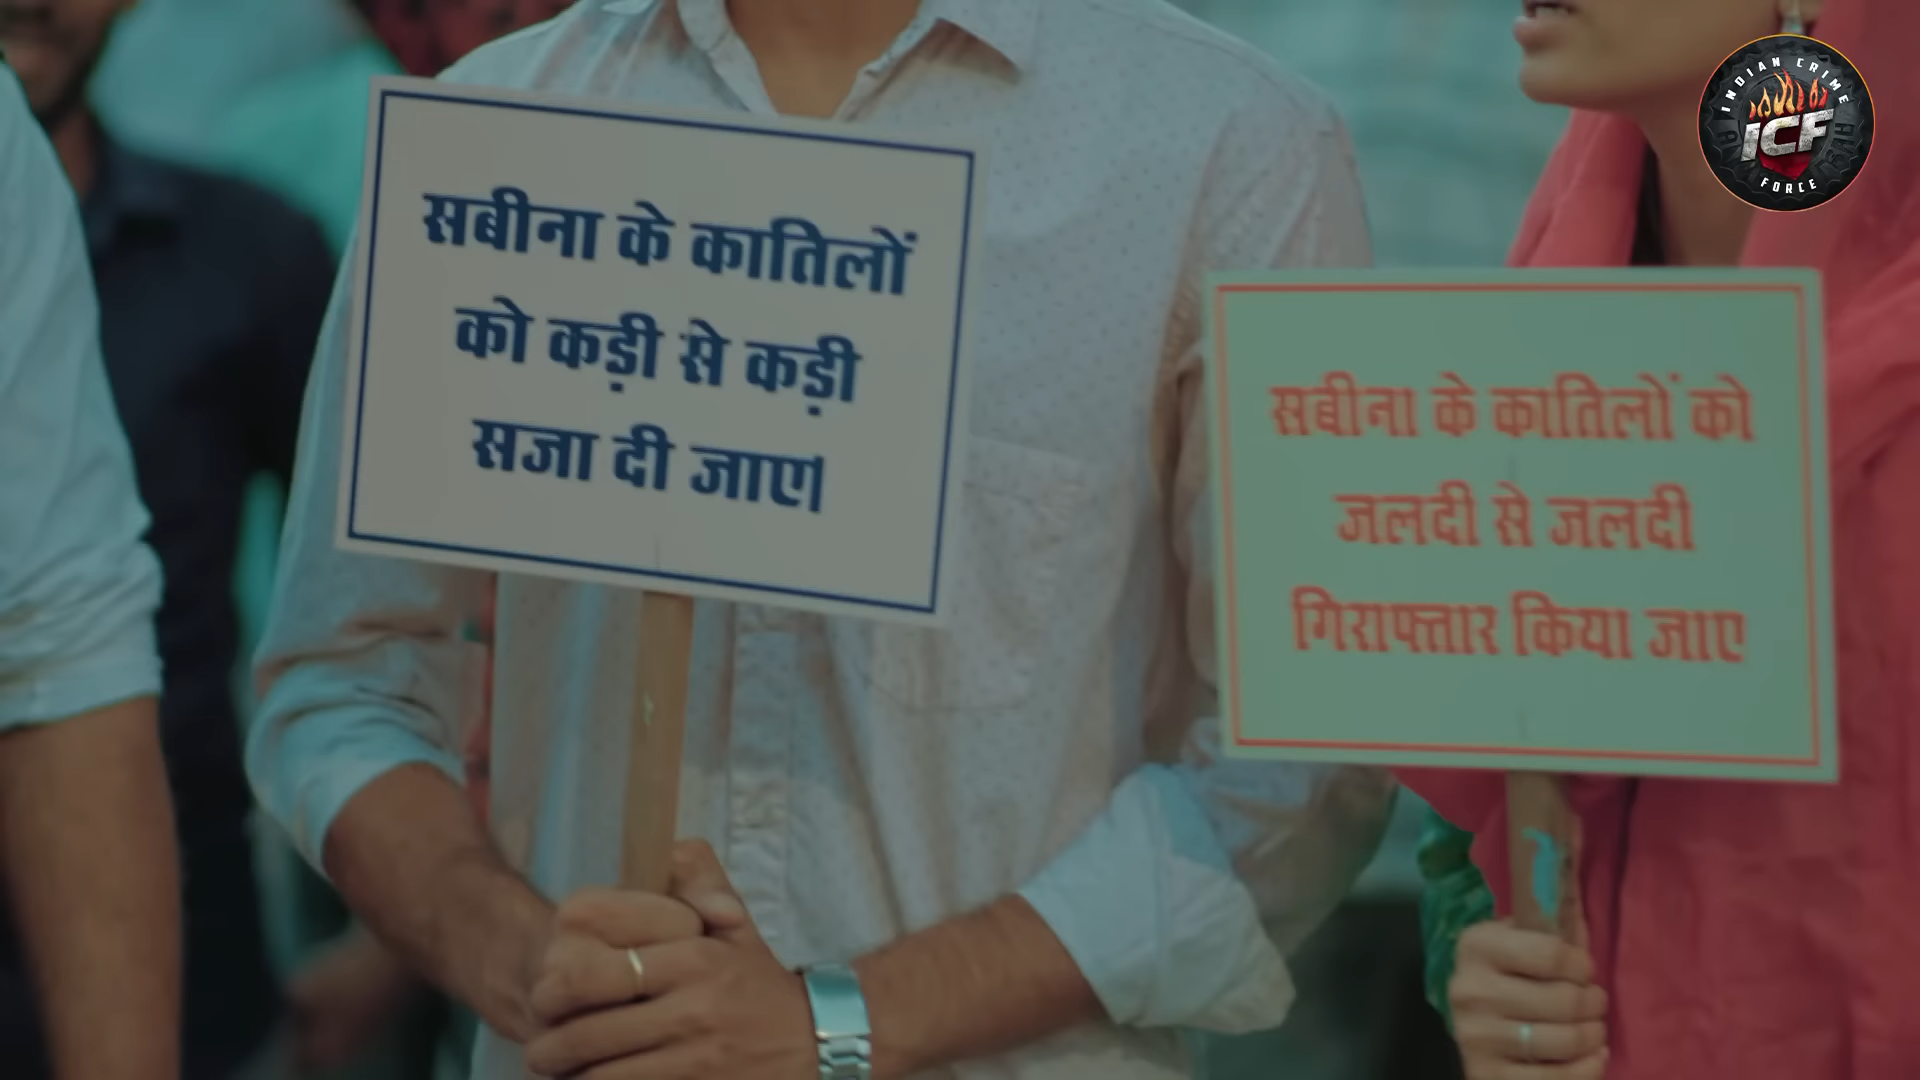 सबीना के कातिलों
को कड़ी से कड़ी
सजा दी जाए।
सबीना के कातिलों को
जलदी से जलदी
गिराफ्तार किया जाए
INDIAN CRIME
ICF
FORCE